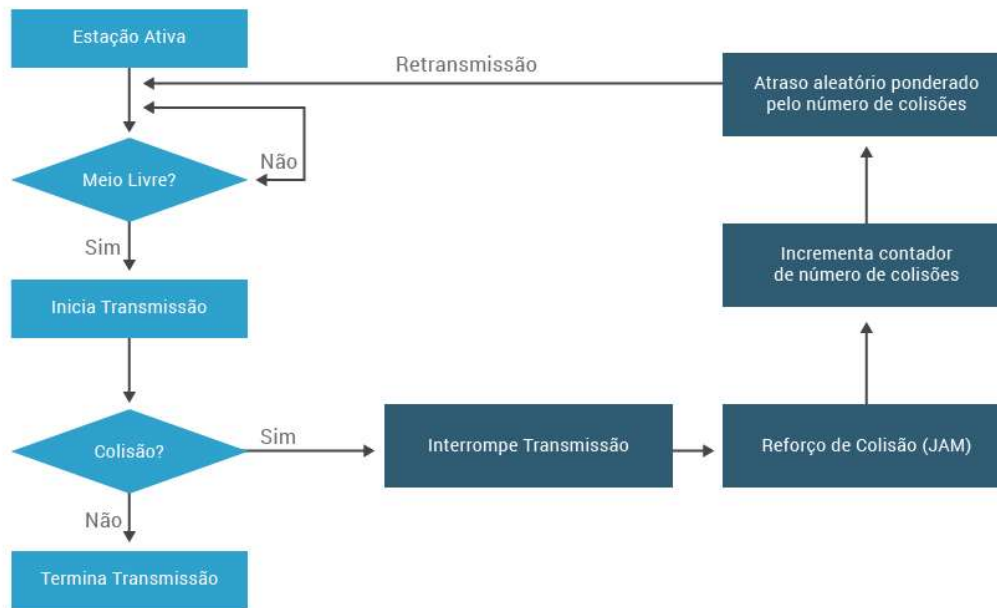 Estação Ativa
Retransmissão
Atraso aleatório ponderado
pelo número de colisões
Meio Livre?
Não
Sim
Incrementa contador
de número de colisões
Inicia Transmissão
Colisão?
Sim
Interrompe Transmissão
Reforço de Colisão (JAM)
Não
Termina Transmissão